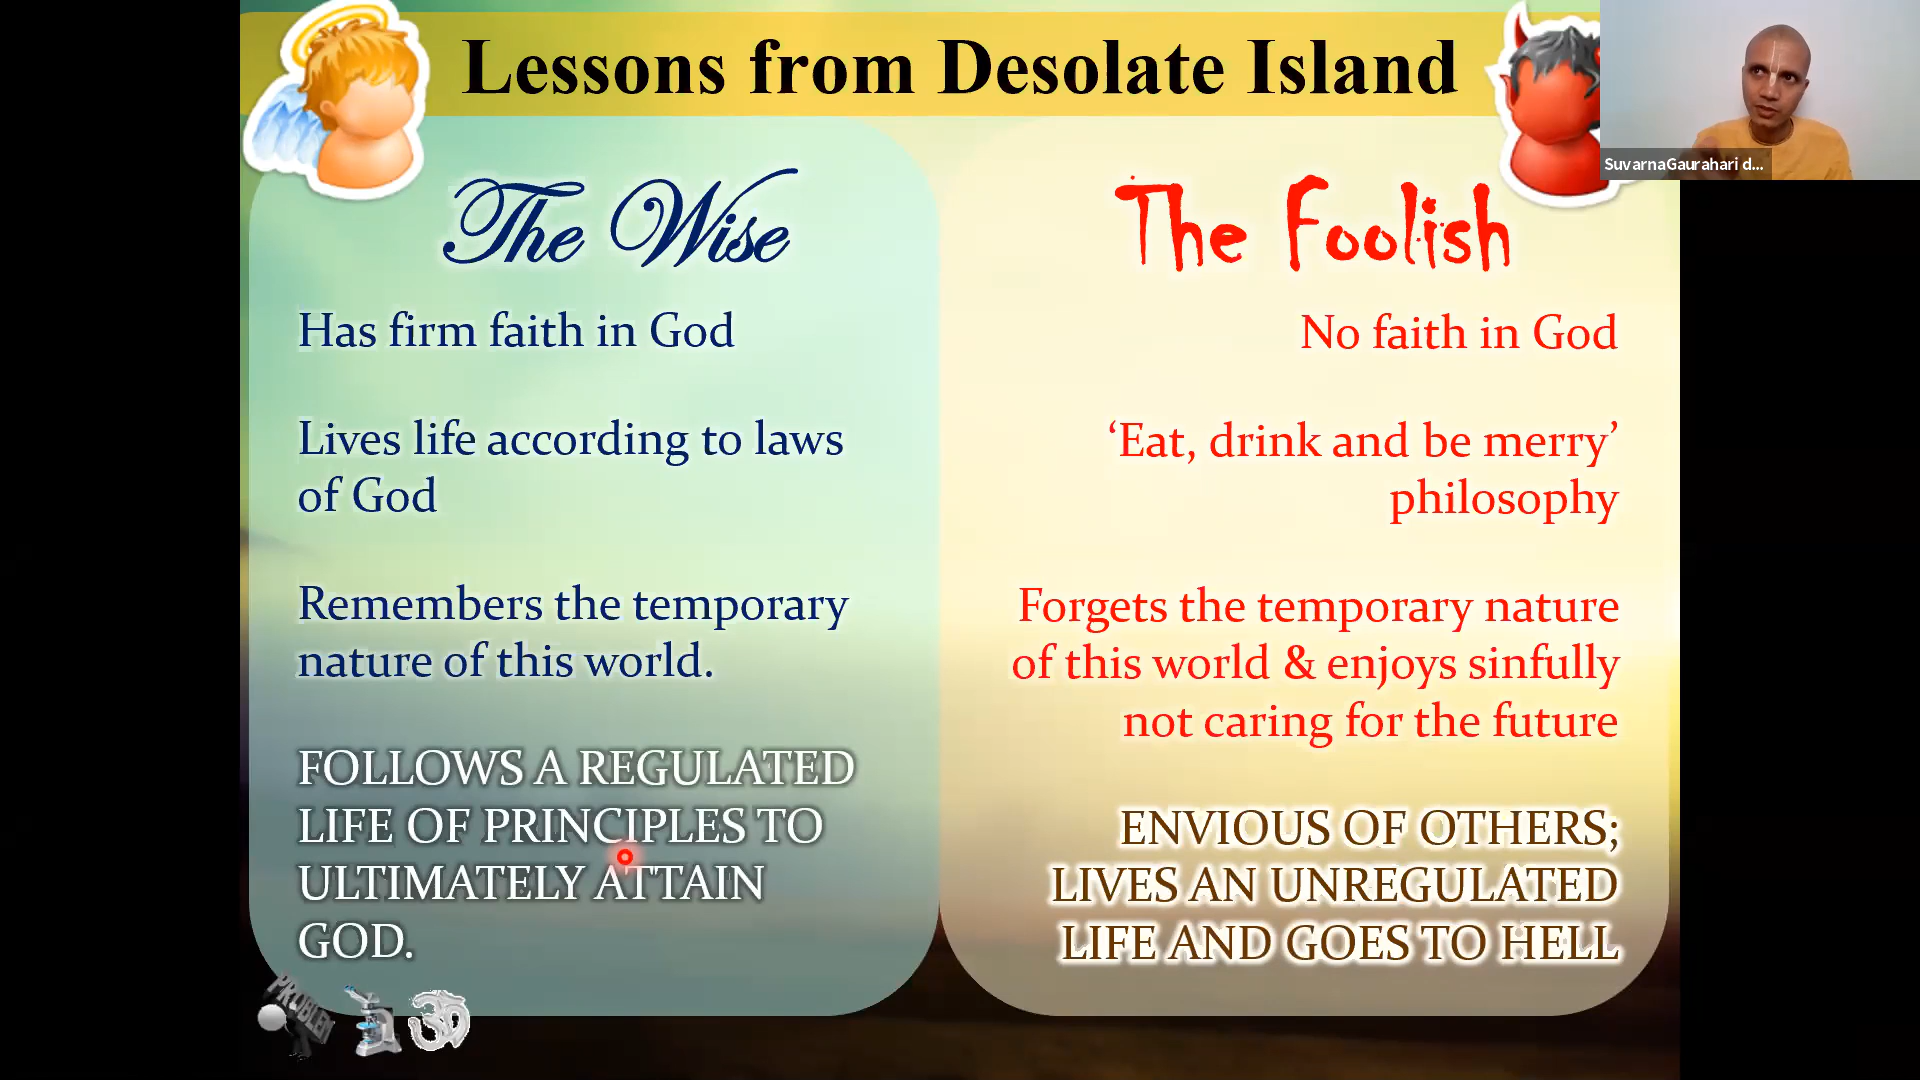 Lessons from Desolate Island
SuvarnaGaurahari d...
The Wise
Has firm faith in God
Lives life according to laws
of God
Remembers the temporary
nature of this world.
FOLLOWS A REGULATED
LIFE OF PRINCIPLES TO
ULTIMATELY ATTAIN
GOD.
The Foolish
No faith in God
‘Eat, drink and be merry’
philosophy
Forgets the temporary nature
of this world & enjoys sinfully
not caring for the future
ENVIOUS OF OTHERS;
LIVES AN UNREGULATED
LIFE AND GOES TO HELL
PROBLEM
ॐ